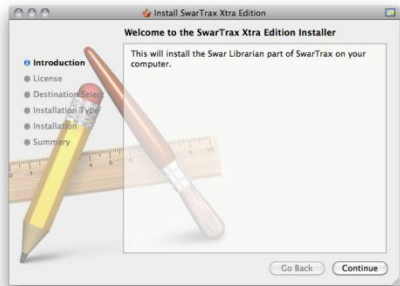 Install SwarTrax Xtra Edition
Welcome to the SwarTrax Xtra Edition Installer
Introduction
License
Destination Select
Installation Type
Installation
Summary
This will install the Swar Librarian part of SwarTrax on your
computer.
Go Back
Continue